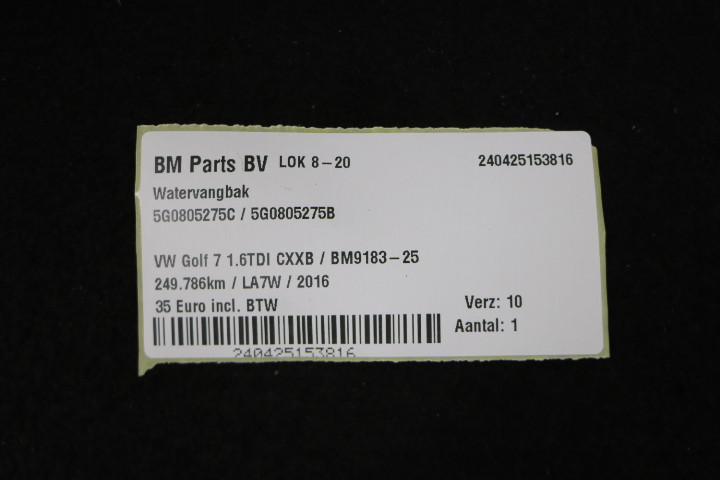 BM Parts BV LOK 8-20 240425153816
Watervangbak
5G0805275C / 5G0805275B
VW Golf 7 1.6TDI CXXB / BM9183-25
249.786km / LA7W / 2016
35 Euro incl. BTW Verz: 10
Aantal: 1
240425153816